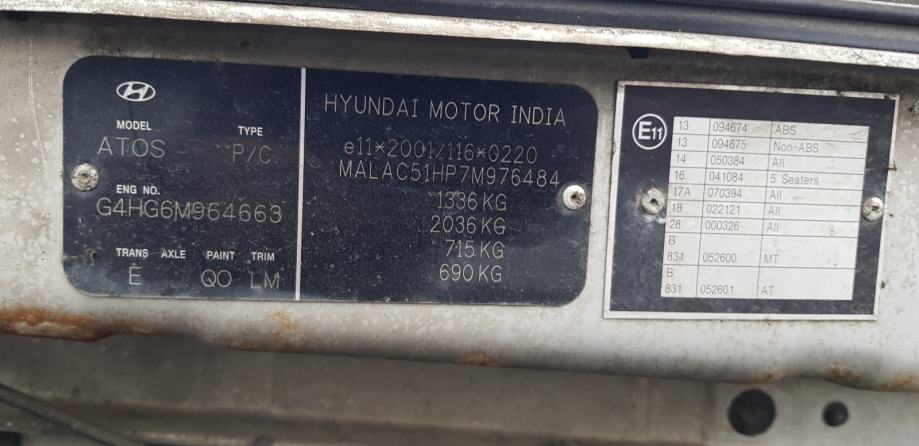 MODEL TYPE
ATOS P/C
ENG NO.
G4HG6M964663
TRANS AXLE PAINT TRIM
E QO LM
HYUNDAI MOTOR INDIA
e11*2001/116*0220
MALAC51HP7M976484
1336 KG
2036 KG
715 KG
690 KG
E11
13 094674 ABS
13 094675 Non-ABS
14 050384 All
16 041084 5 Seaters
17A 070394 All
18 022121 All
28 000326 All
B
831 052600 MT
B
831 052601 AT